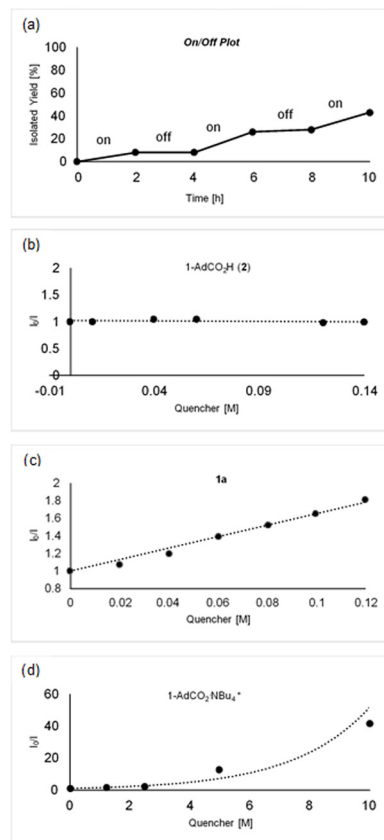 (a)
On/Off Plot
100
80
60
40
20
0
Isolated Yield [%]
on
off
on
off
on
0
2
4
6
8
10
Time [h]
(b)
1-AdCO₂H (2)
2
1.5
1
0.5
0
I₀/I
-0.01
0.04
0.09
0.14
Quencher [M]
(c)
1a
2
1.8
1.6
1.4
1.2
1
0.8
I₀/I
0
0.02
0.04
0.06
0.08
0.1
0.12
Quencher [M]
(d)
1-AdCO₂⁻NBu₄⁺
60
40
20
0
I₀/I
0
2
4
6
8
10
Quencher [M]